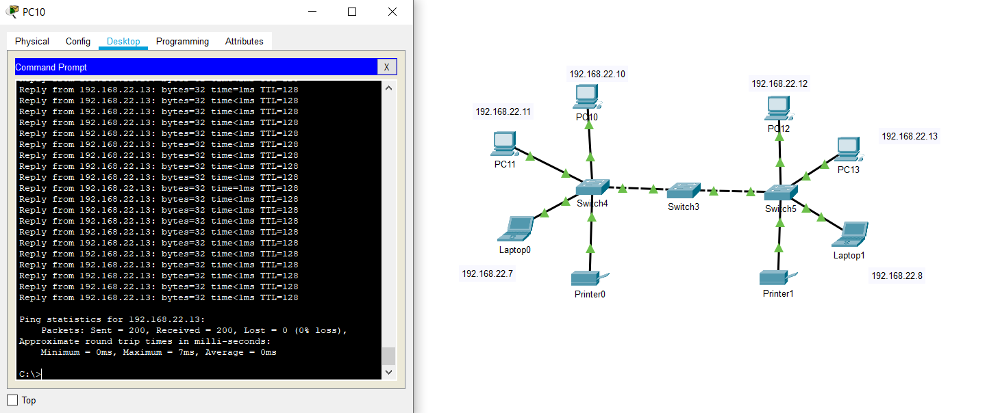 PC10
Physical Config Desktop Programming Attributes
Command Prompt X
Reply from 192.168.22.13: bytes=32 time=1ms TTL=128
Reply from 192.168.22.13: bytes=32 time<1ms TTL=128
Reply from 192.168.22.13: bytes=32 time<1ms TTL=128
Reply from 192.168.22.13: bytes=32 time<1ms TTL=128
Reply from 192.168.22.13: bytes=32 time<1ms TTL=128
Reply from 192.168.22.13: bytes=32 time<1ms TTL=128
Reply from 192.168.22.13: bytes=32 time<1ms TTL=128
Reply from 192.168.22.13: bytes=32 time<1ms TTL=128
Reply from 192.168.22.13: bytes=32 time<1ms TTL=128
Reply from 192.168.22.13: bytes=32 time=1ms TTL=128
Reply from 192.168.22.13: bytes=32 time<1ms TTL=128
Reply from 192.168.22.13: bytes=32 time<1ms TTL=128
Reply from 192.168.22.13: bytes=32 time<1ms TTL=128
Reply from 192.168.22.13: bytes=32 time<1ms TTL=128
Reply from 192.168.22.13: bytes=32 time<1ms TTL=128
Reply from 192.168.22.13: bytes=32 time<1ms TTL=128
Reply from 192.168.22.13: bytes=32 time<1ms TTL=128
Reply from 192.168.22.13: bytes=32 time<1ms TTL=128
Reply from 192.168.22.13: bytes=32 time<1ms TTL=128
Reply from 192.168.22.13: bytes=32 time<1ms TTL=128
Ping statistics for 192.168.22.13:
Packets: Sent = 200, Received = 200, Lost = 0 (0% loss),
Approximate round trip times in milli-seconds:
Minimum = 0ms, Maximum = 7ms, Average = 0ms
C:\>
Top
192.168.22.10
PC10
192.168.22.11
PC11
Switch4
Laptop0
192.168.22.7
Printer0
Switch3
192.168.22.12
PC12
192.168.22.13
PC13
Switch5
Laptop1
192.168.22.8
Printer1